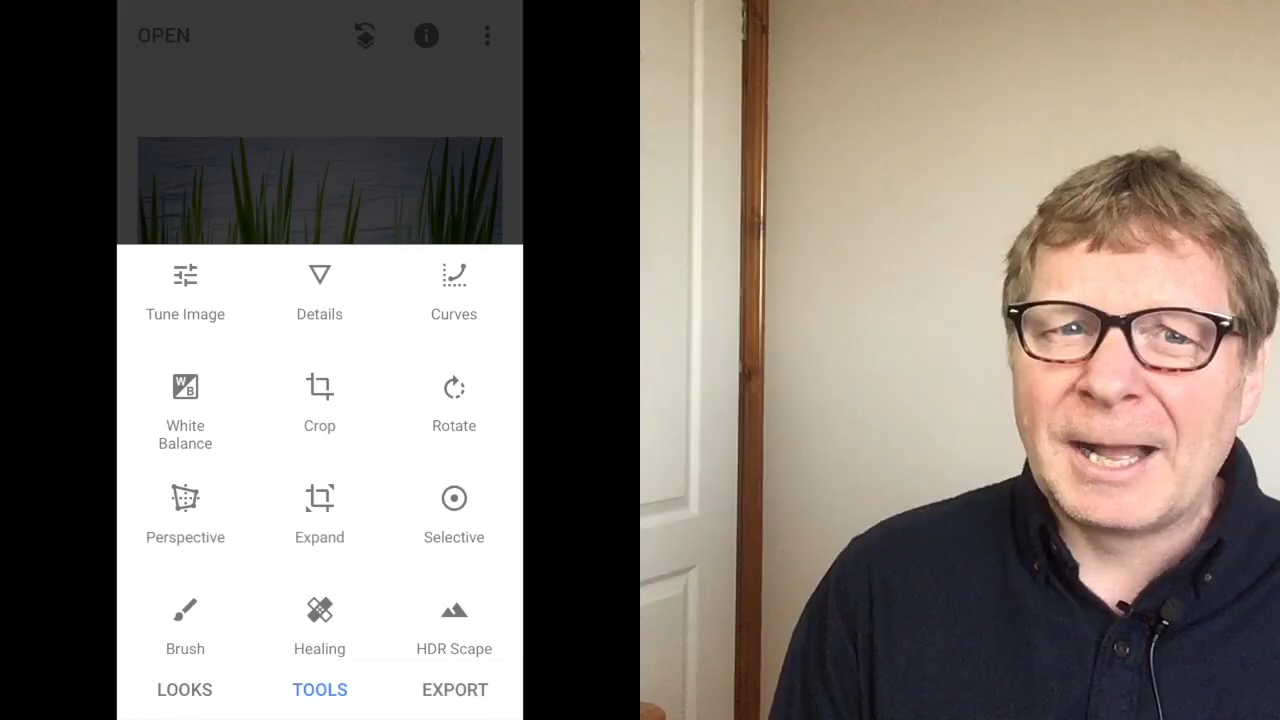 OPEN
Tune Image
Details
Curves
W
B
White
Balance
Crop
Rotate
Perspective
Expand
Selective
Brush
Healing
HDR Scape
LOOKS
TOOLS
EXPORT